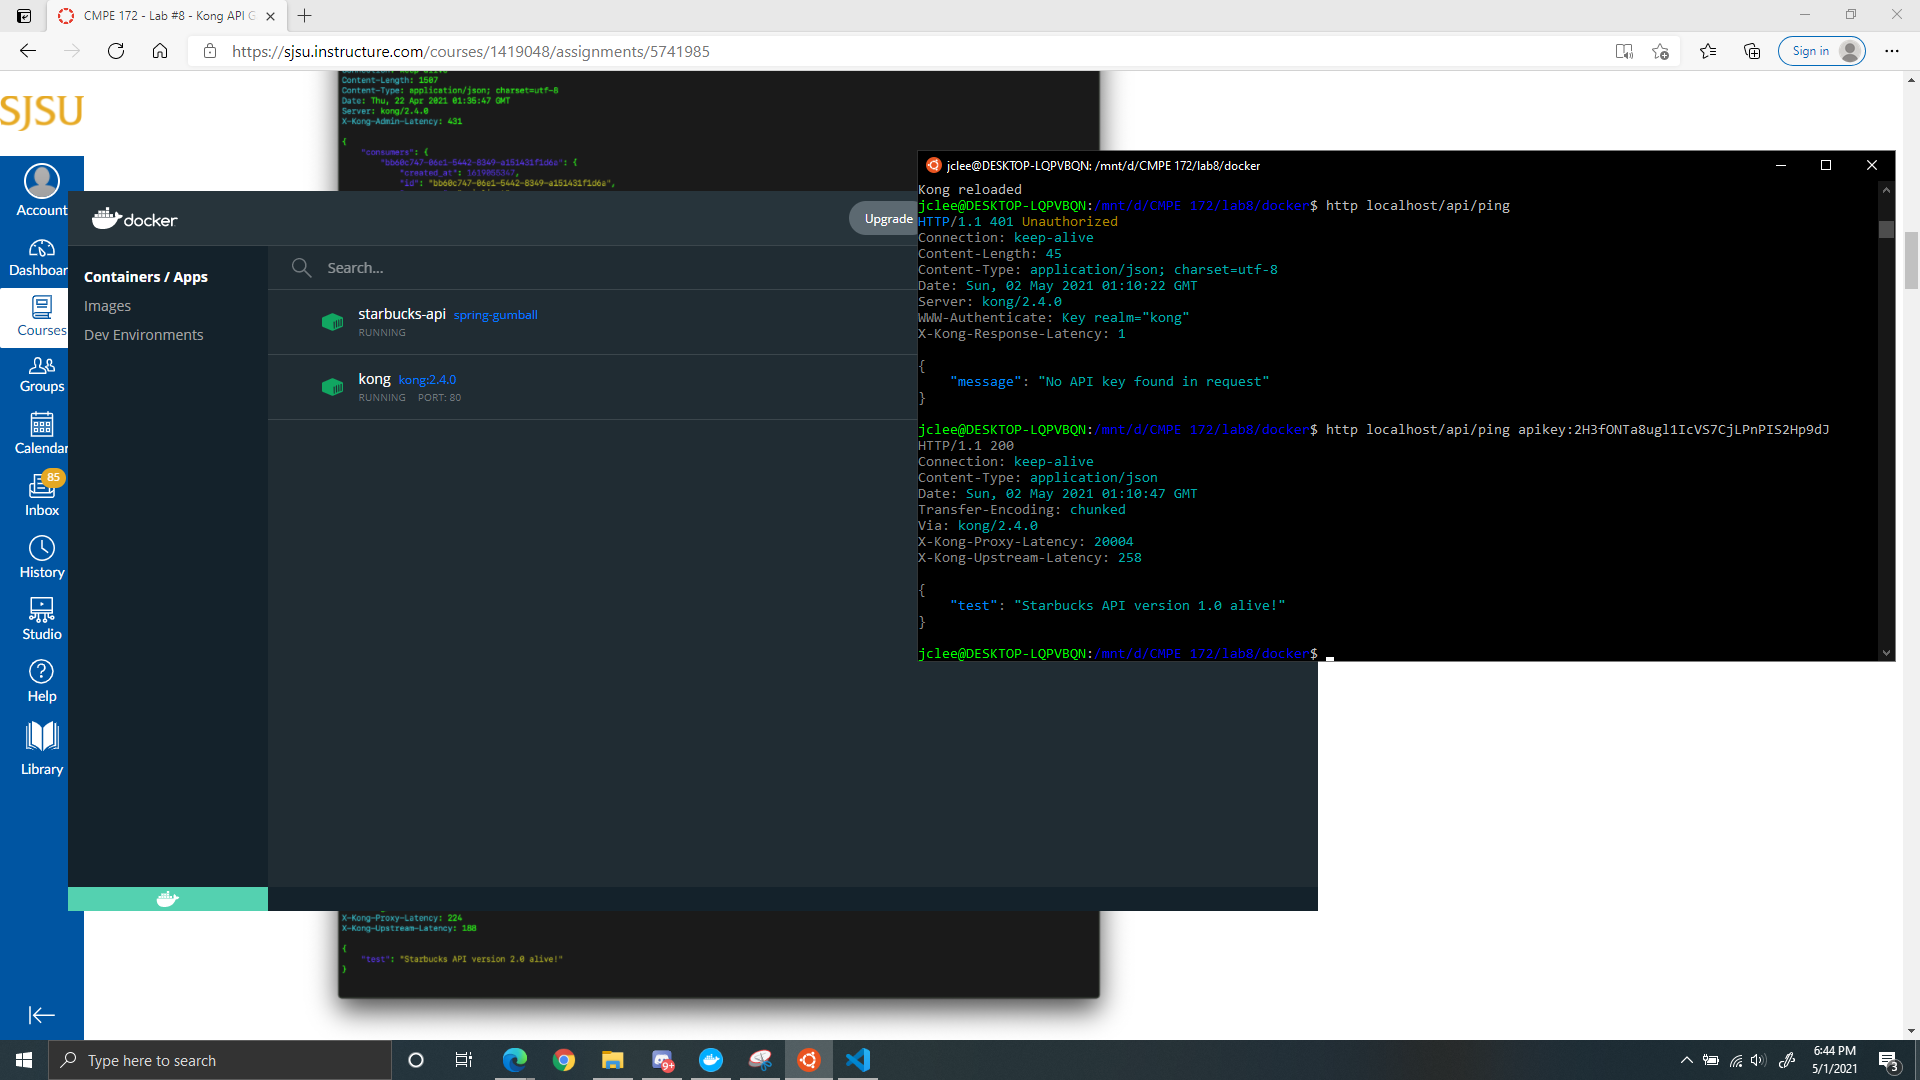 CMPE 172 - Lab #8 - Kong API G
https://sjsu.instructure.com/courses/1419048/assignments/5741985
Sign in
SJSU
Account
Dashboar
Courses
Groups
Calendar
85
Inbox
History
Studio
Help
Library
Content-Length: 1507
Content-Type: application/json; charset=utf-8
Date: Thu, 22 Apr 2021 01:35:47 GMT
Server: kong/2.4.0
X-Kong-Admin-Latency: 431
{
"consumers": {
"bb60c747-06e1-5442-8349-a151431f1d6a": {
"created_at": 1619055347,
"id": "bb60c747-06e1-5442-8349-a151431f1d6a",
docker
Upgrade
Containers / Apps
Images
Dev Environments
Search...
starbucks-api spring-gumball
RUNNING
kong kong:2.4.0
RUNNING PORT: 80
jclee@DESKTOP-LQPVBQN: /mnt/d/CMPE 172/lab8/docker
Kong reloaded
jclee@DESKTOP-LQPVBQN:/mnt/d/CMPE 172/lab8/docker$ http localhost/api/ping
HTTP/1.1 401 Unauthorized
Connection: keep-alive
Content-Length: 45
Content-Type: application/json; charset=utf-8
Date: Sun, 02 May 2021 01:10:22 GMT
Server: kong/2.4.0
WWW-Authenticate: Key realm="kong"
X-Kong-Response-Latency: 1
{
"message": "No API key found in request"
}
jclee@DESKTOP-LQPVBQN:/mnt/d/CMPE 172/lab8/docker$ http localhost/api/ping apikey:2H3fONTa8ugl1IcVS7CjLPnPIS2Hp9dJ
HTTP/1.1 200
Connection: keep-alive
Content-Type: application/json
Date: Sun, 02 May 2021 01:10:47 GMT
Transfer-Encoding: chunked
Via: kong/2.4.0
X-Kong-Proxy-Latency: 20004
X-Kong-Upstream-Latency: 258
{
"test": "Starbucks API version 1.0 alive!"
}
jclee@DESKTOP-LQPVBQN:/mnt/d/CMPE 172/lab8/docker$
X-Kong-Proxy-Latency: 224
X-Kong-Upstream-Latency: 188
{
"test": "Starbucks API version 2.0 alive!"
}
Type here to search
9+
6:44 PM
5/1/2021
3